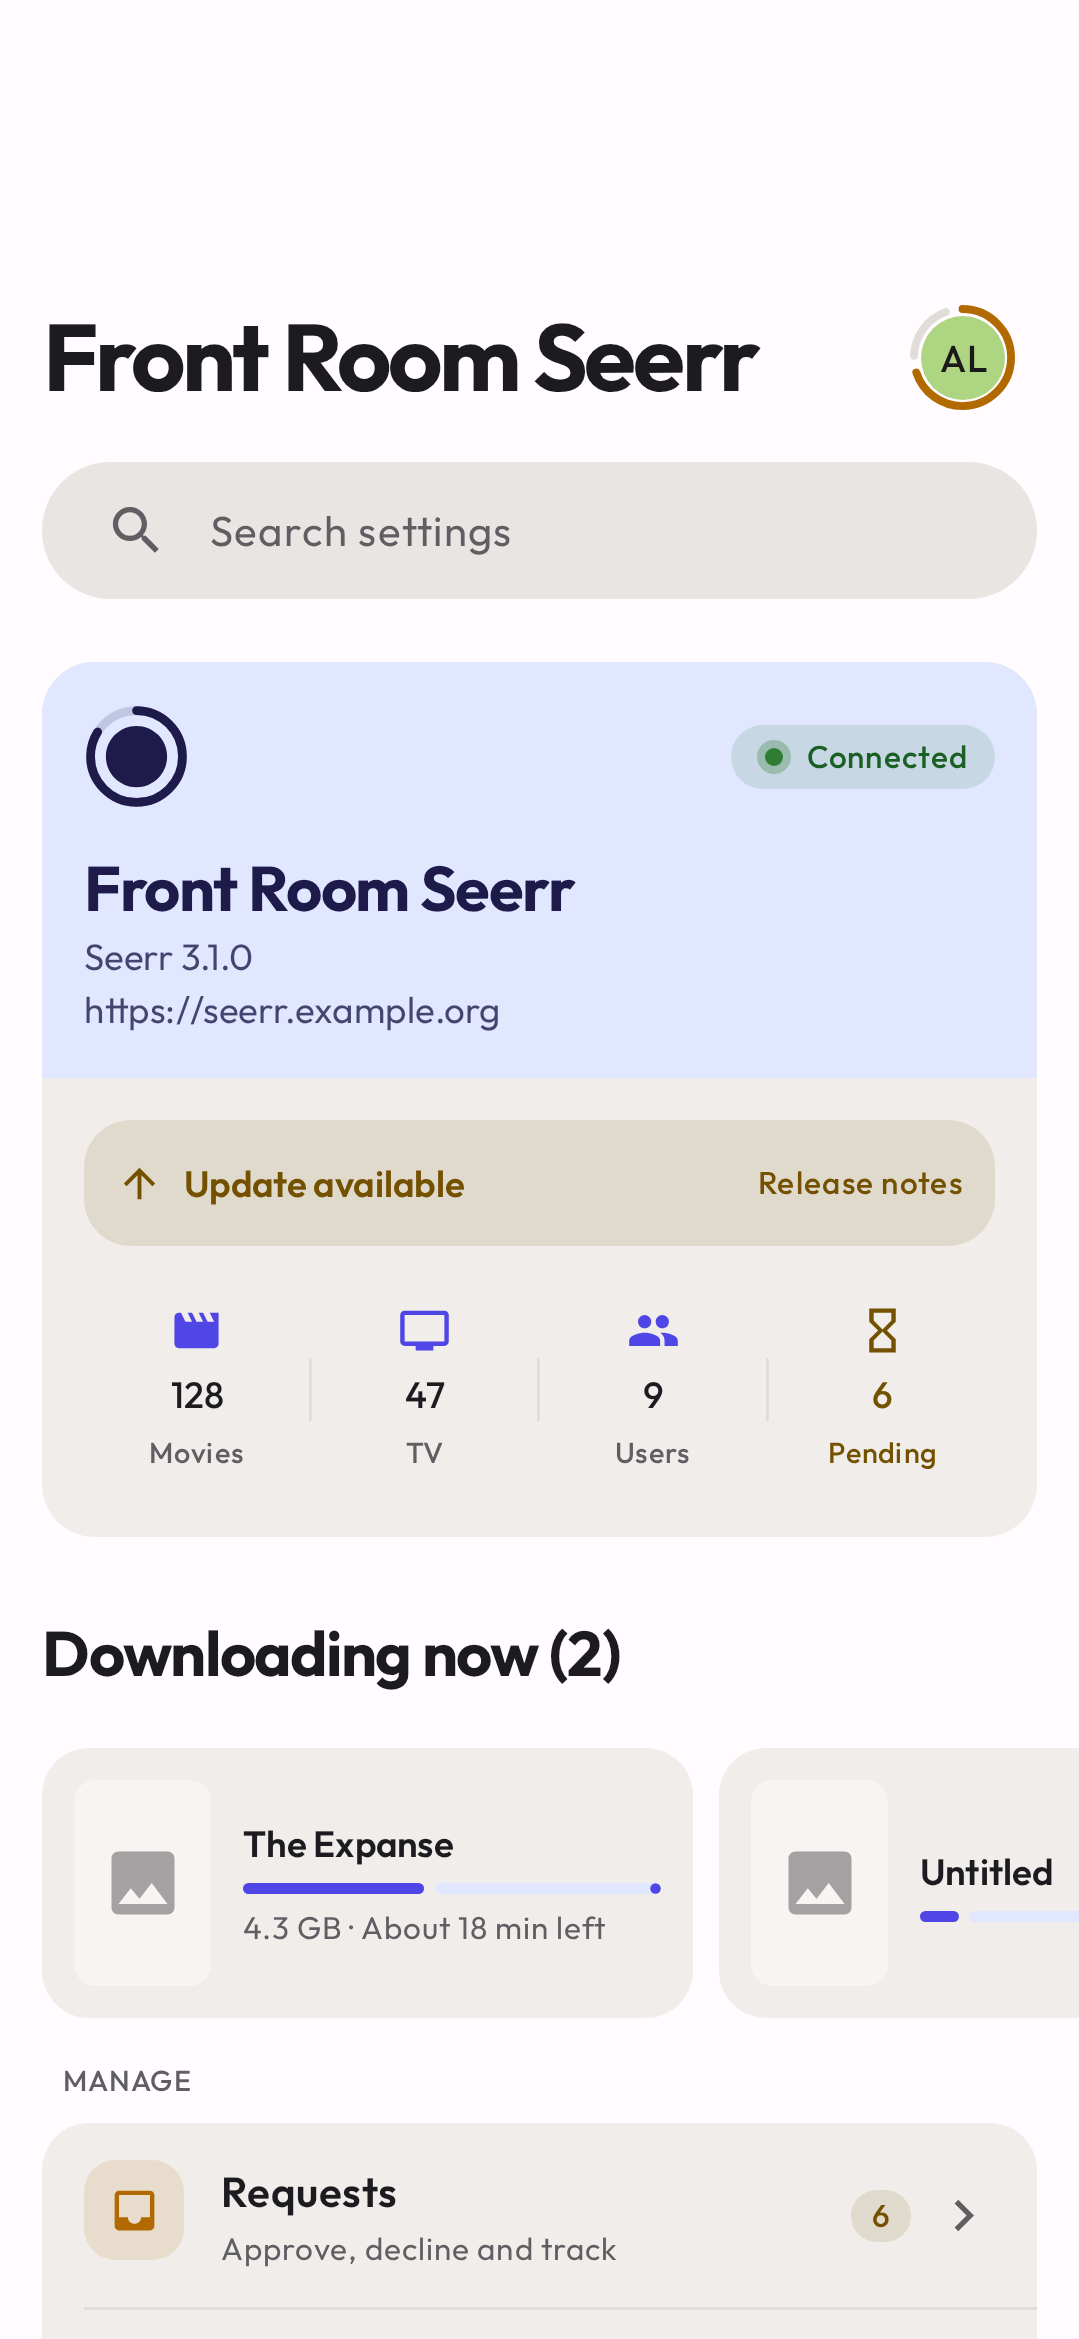 Front Room Seerr
AL
Search settings
Connected
Front Room Seerr
Seerr 3.1.0
https://seerr.example.org
Update available
Release notes
128
47
9
6
Movies
TV
Users
Pending
Downloading now (2)
The Expanse
4.3 GB · About 18 min left
Untitled
MANAGE
Requests
Approve, decline and track
6